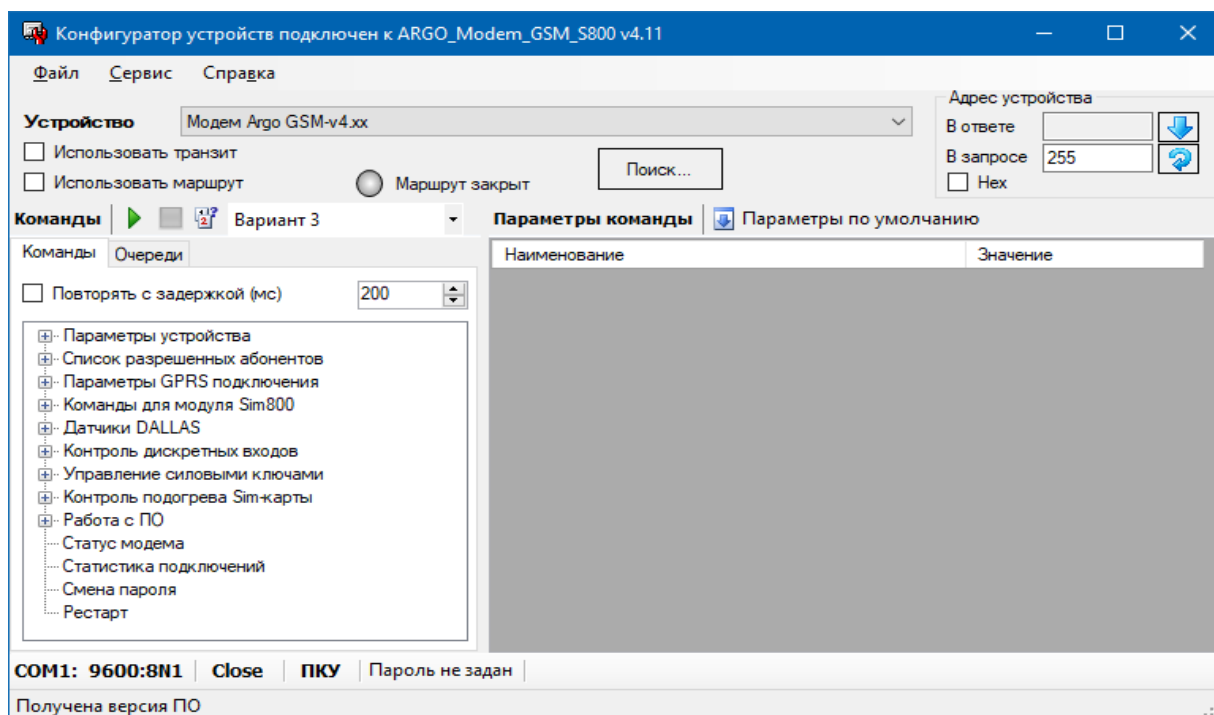 Конфигуратор устройств подключен к ARGO_Modem_GSM_S800 v4.11
Файл Сервис Справка
Адрес устройства
Устройство Модем Argo GSM-v4.xx
В ответе
Использовать транзит
В запросе 255
Использовать маршрут Маршрут закрыт Поиск...
Hex
Команды Вариант 3 Параметры команды Параметры по умолчанию
Команды Очереди Наименование Значение
Повторять с задержкой (мс) 200
Параметры устройства
Список разрешенных абонентов
Параметры GPRS подключения
Команды для модуля Sim800
Датчики DALLAS
Контроль дискретных входов
Управление силовыми ключами
Контроль подогрева Sim-карты
Работа с ПО
Статус модема
Статистика подключений
Смена пароля
Рестарт
COM1: 9600:8N1 Close ПКУ Пароль не задан
Получена версия ПО